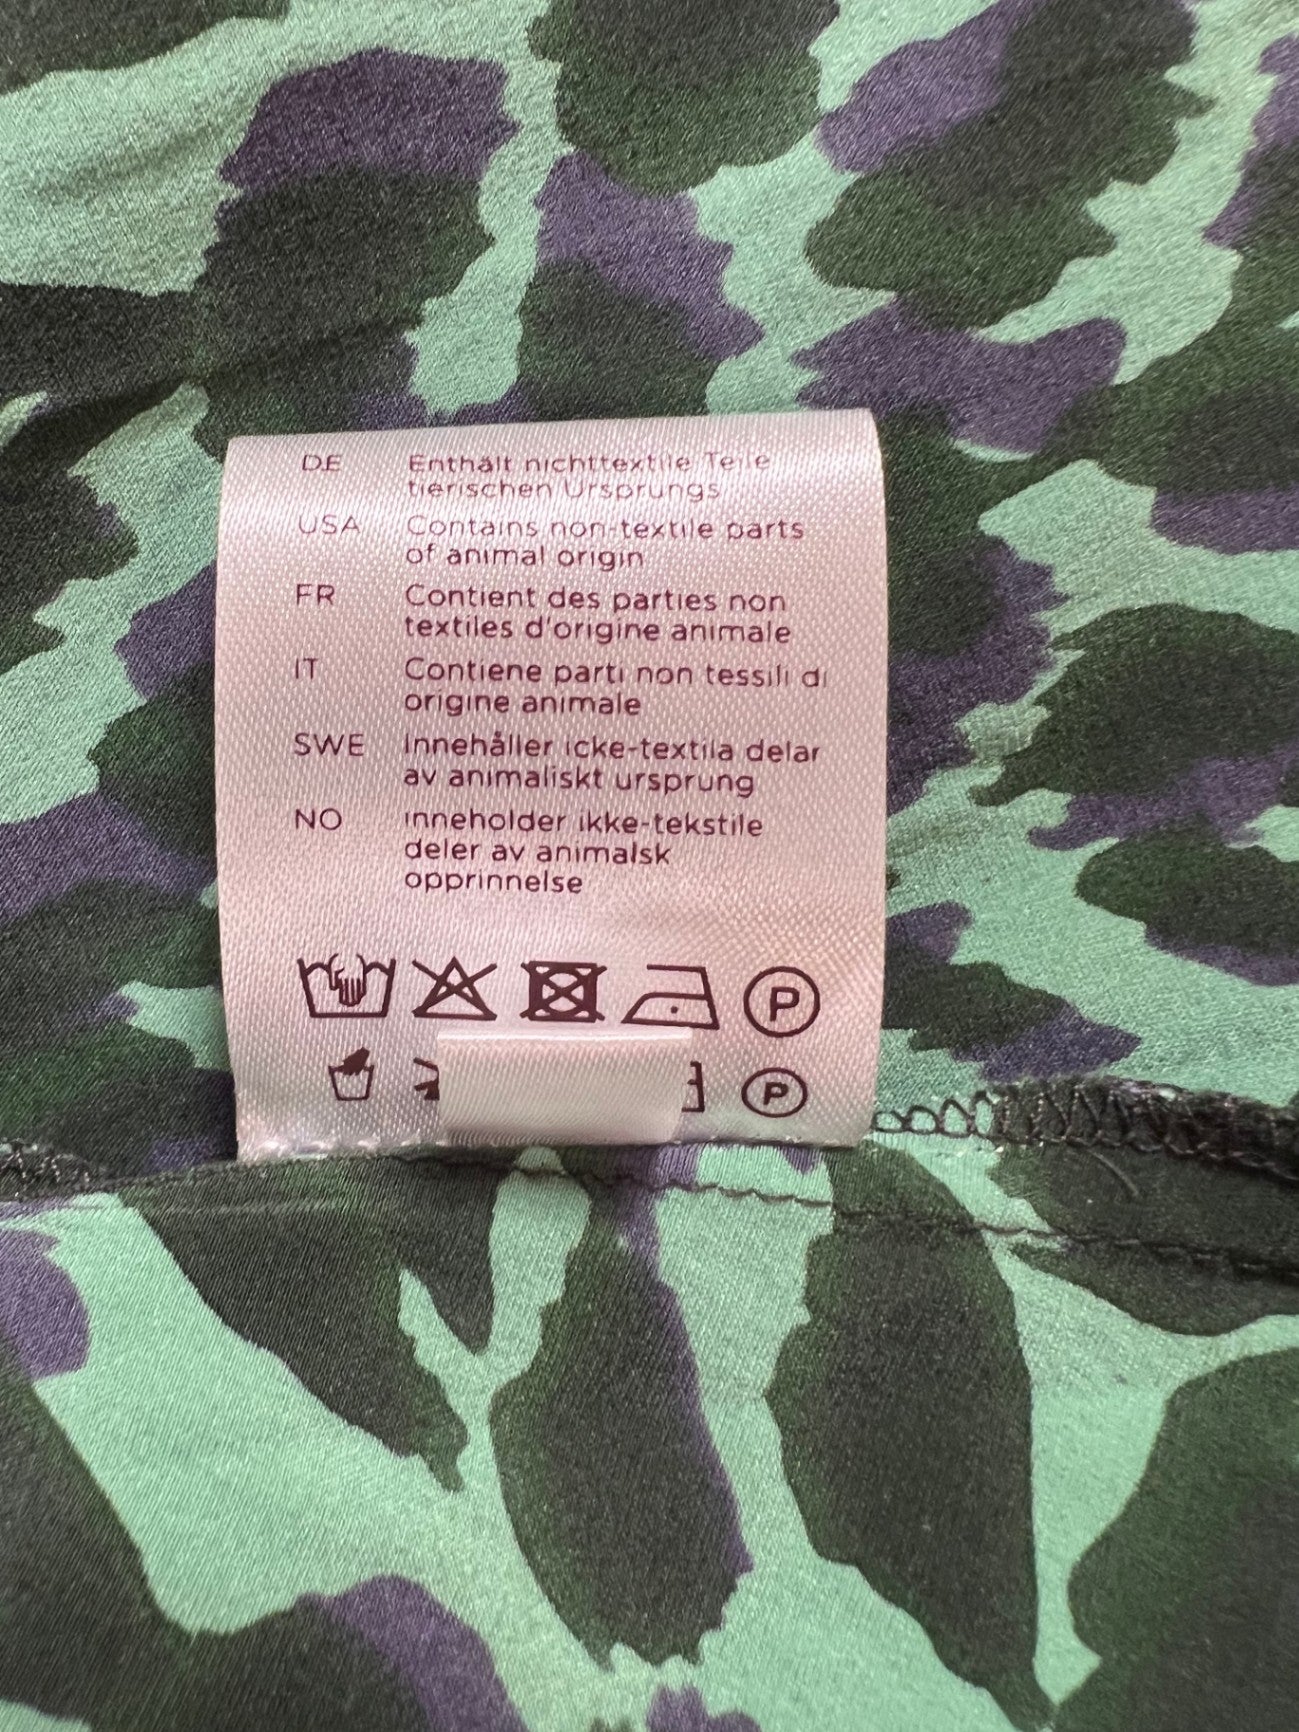 DE Enthält nichttextile Teile
tierischen Ursprungs
USA Contains non-textile parts
of animal origin
FR Contient des parties non
textiles d'origine animale
IT Contiene parti non tessili di
origine animale
SWE Innehåller icke-textila delar
av animaliskt ursprung
NO inneholder ikke-tekstile
deler av animalsk
opprinnelse
P
P